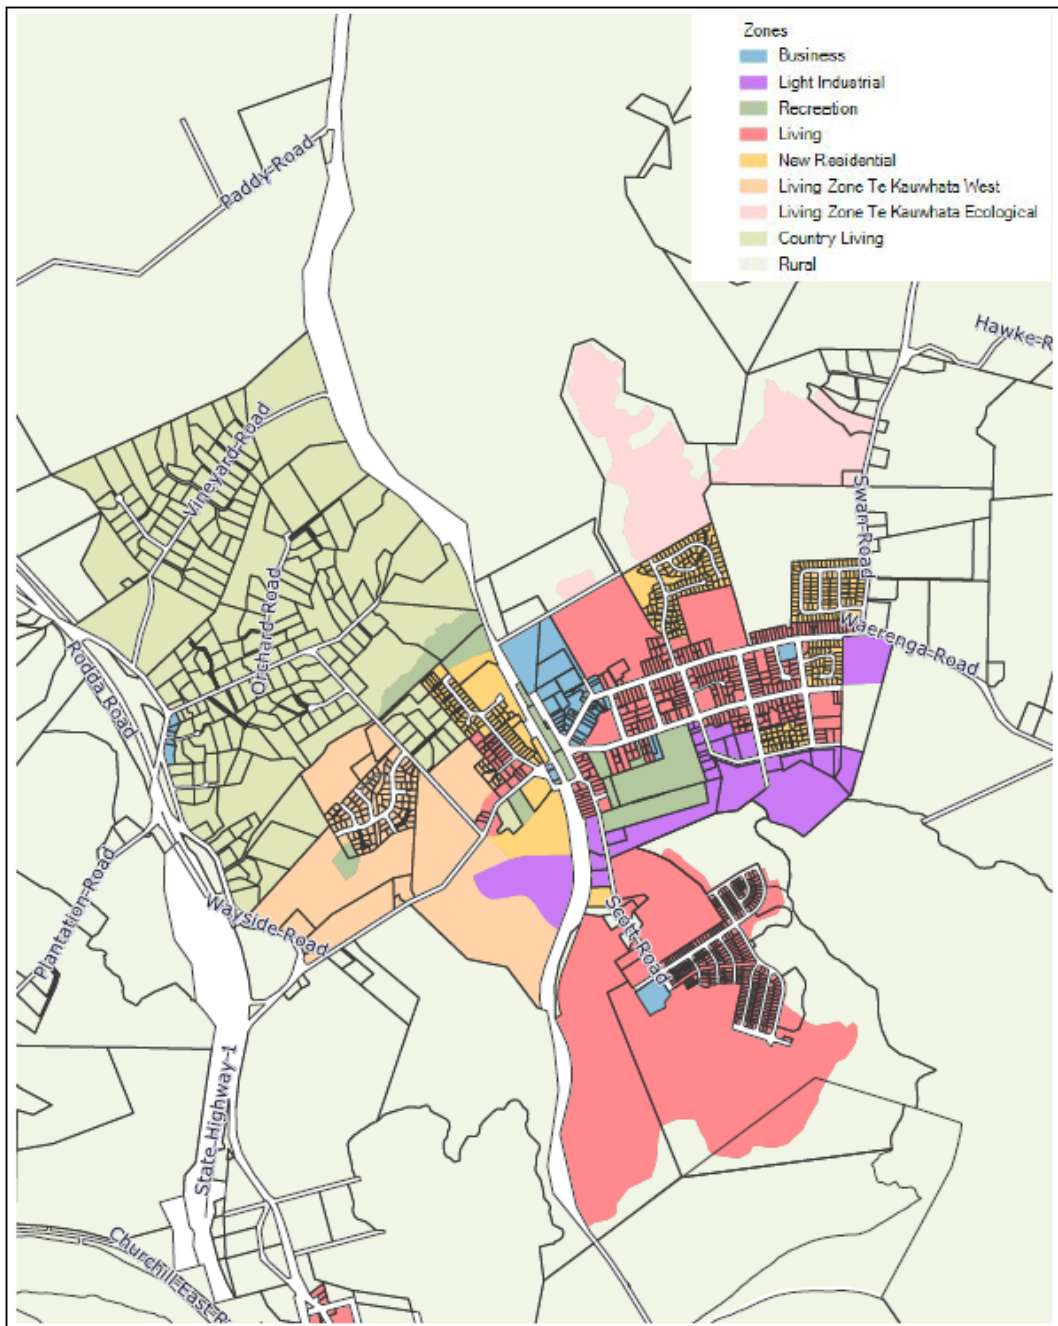 Zones
Business
Light Industrial
Recreation
Living
New Residential
Living Zone Te Kauwhata West
Living Zone Te Kauwhata Ecological
Country Living
Rural
Paddy Road
Hawke-R
Vineyard Road
Swan-Road
Orchard-Road
Waerenga-Road
Rodda Road
Plantation-Road
Wayside-Road
Scott-Road
State Highway-1
Churchill-East-R